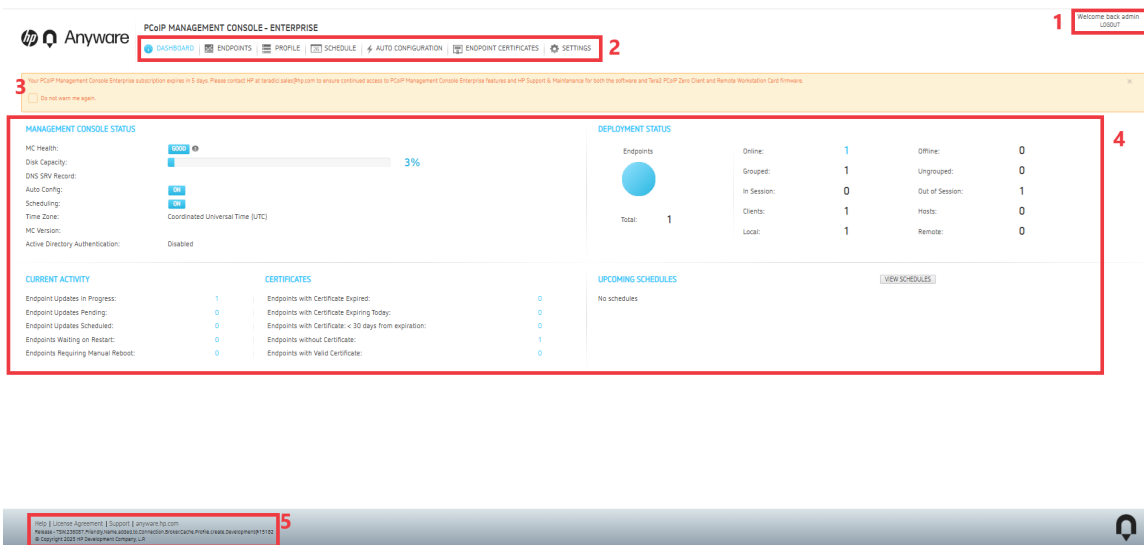 1
Welcome back admin
LOGOUT
hp Anyware
PCoIP MANAGEMENT CONSOLE - ENTERPRISE
DASHBOARD | ENDPOINTS | PROFILE | SCHEDULE | AUTO CONFIGURATION | ENDPOINT CERTIFICATES | SETTINGS
2
3
Your PCoIP Management Console Enterprise subscription expires in 5 days. Please contact HP at teradici.sales@hp.com to ensure continued access to PCoIP Management Console Enterprise features and HP Support & Maintenance for both the software and Tera2 PCoIP Zero Client and Remote Workstation Card firmware.
Do not warn me again.
4
MANAGEMENT CONSOLE STATUS
MC Health: GOOD
Disk Capacity: 3%
DNS SRV Record:
Auto Config: ON
Scheduling: ON
Time Zone: Coordinated Universal Time (UTC)
MC Version:
Active Directory Authentication: Disabled
DEPLOYMENT STATUS
Endpoints
Total: 1
Online: 1 Offline: 0
Grouped: 1 Ungrouped: 0
In Session: 0 Out of Session: 1
Clients: 1 Hosts: 0
Local: 1 Remote: 0
CURRENT ACTIVITY
Endpoint Updates in Progress: 1
Endpoint Updates Pending: 0
Endpoint Updates Scheduled: 0
Endpoints Waiting on Restart: 0
Endpoints Requiring Manual Reboot: 0
CERTIFICATES
Endpoints with Certificate Expired: 0
Endpoints with Certificate Expiring Today: 0
Endpoints with Certificate: < 30 days from expiration: 0
Endpoints without Certificate: 1
Endpoints with Valid Certificate: 0
UPCOMING SCHEDULES
VIEW SCHEDULES
No schedules
5
Help | License Agreement | Support | anyware.hp.com
© Copyright 2025 HP Development Company, L.P.